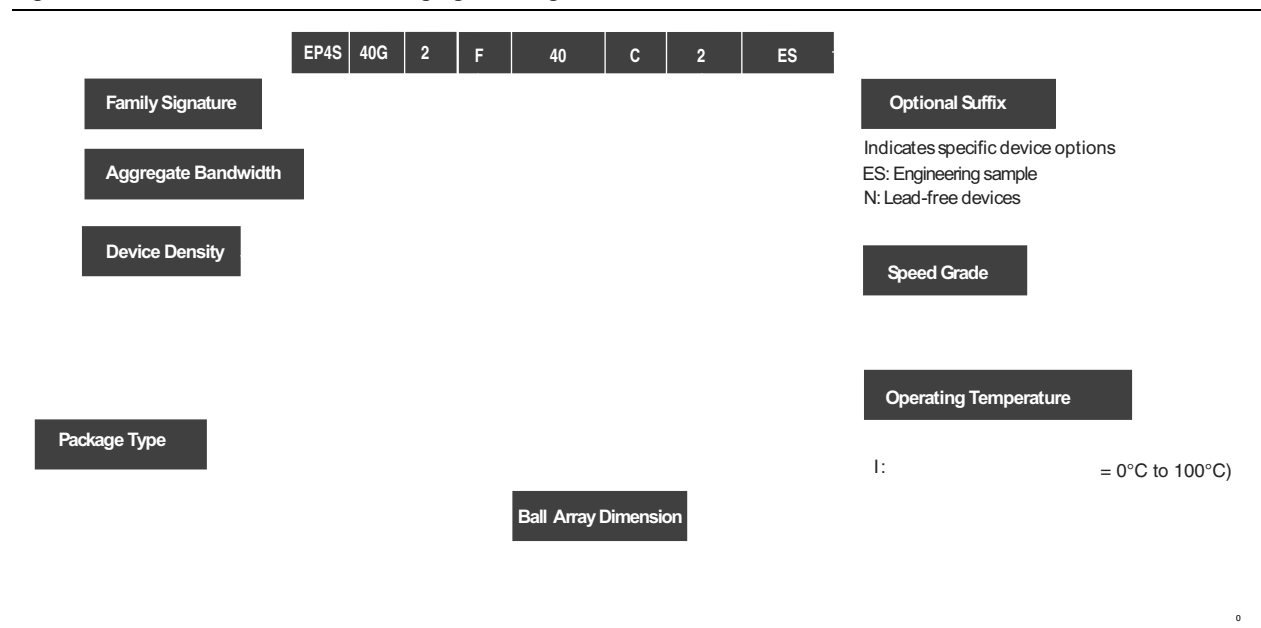 EP4S 40G 2 F 40 C 2 ES
Family Signature
Optional Suffix
Indicates specific device options
ES: Engineering sample
N: Lead-free devices
Aggregate Bandwidth
Device Density
Speed Grade
Operating Temperature
Package Type
I: = 0°C to 100°C)
Ball Array Dimension
0